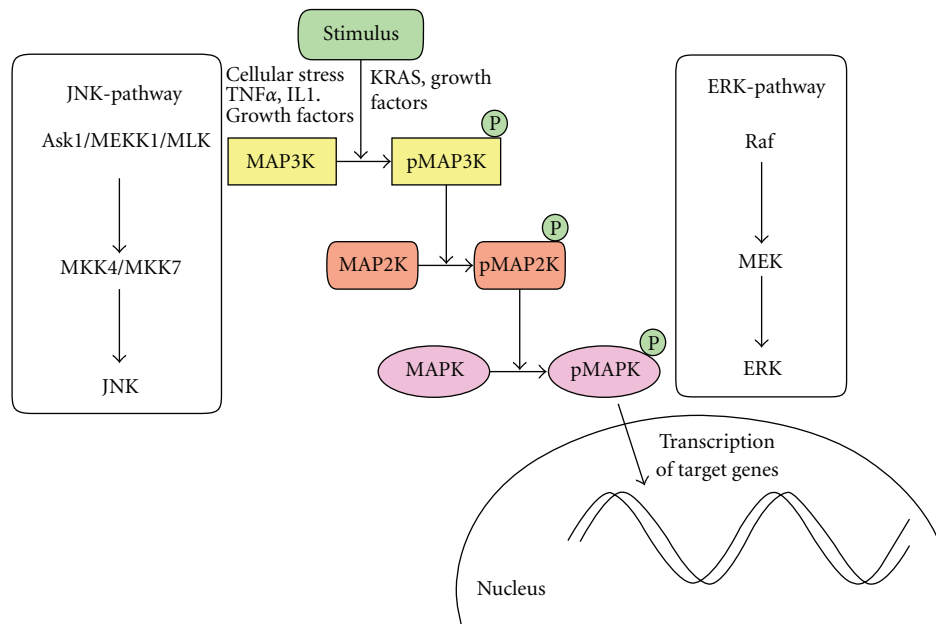 Stimulus
JNK-pathway
Ask1/MEKK1/MLK
MKK4/MKK7
JNK
Cellular stress
TNFα, IL1.
Growth factors
KRAS, growth
factors
MAP3K
pMAP3K
P
MAP2K
pMAP2K
P
MAPK
pMAPK
P
ERK-pathway
Raf
MEK
ERK
Transcription
of target genes
Nucleus